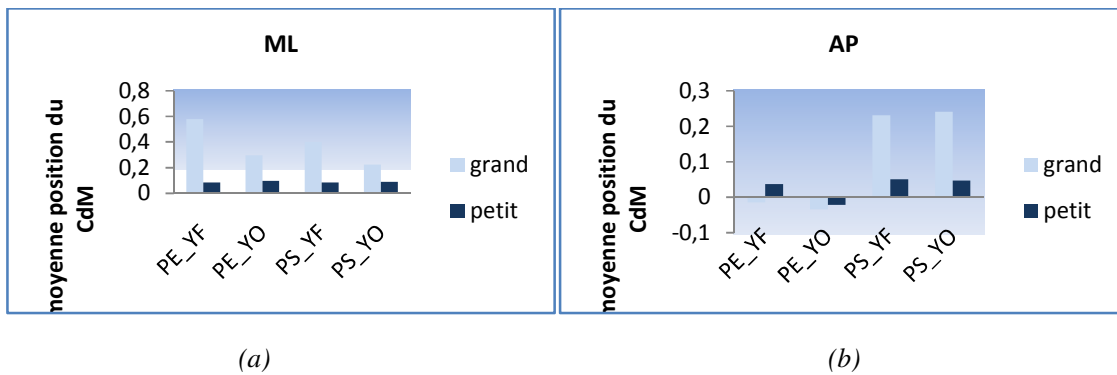 ML
moyenne position du
CdM
0,8
0,6
0,4
0,2
0
PE_YF
PE_YO
PS_YF
PS_YO
grand
petit
(a)
AP
moyenne position du
CdM
0,3
0,2
0,1
0
-0,1
PE_YF
PE_YO
PS_YF
PS_YO
grand
petit
(b)